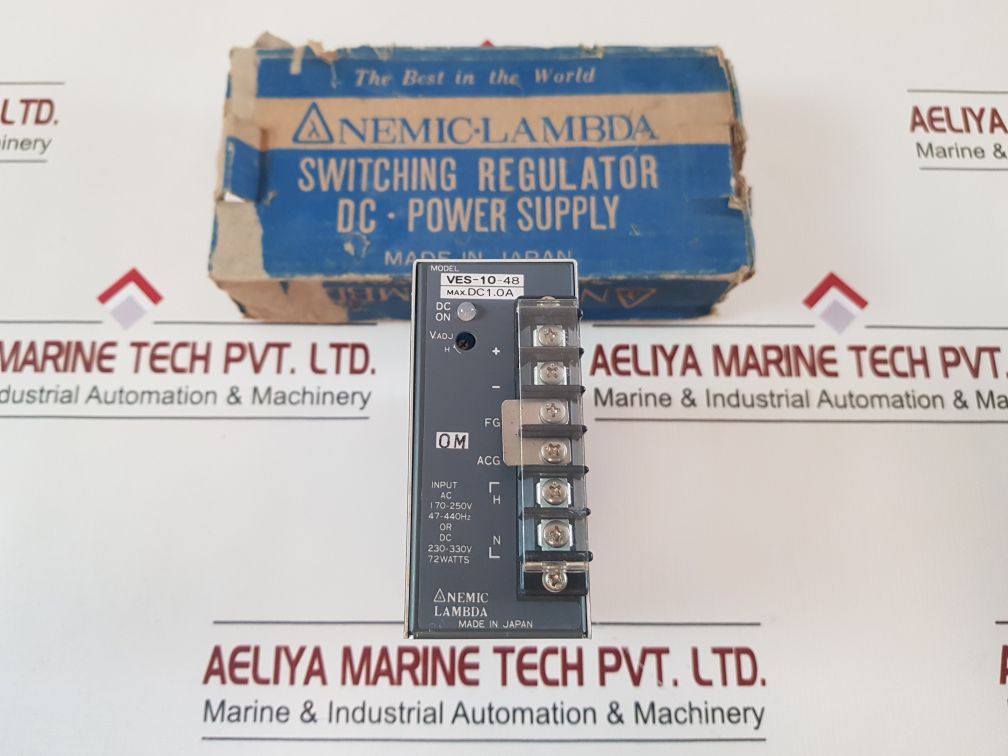 The Best in the World
NEMIC·LAMBDA
SWITCHING REGULATOR
DC · POWER SUPPLY
MADE IN JAPAN
MODEL
VES-10-48
MAX.DC1.0A
DC
ON
V.ADJ
H
+
−
FG
OM
ACG
INPUT
AC
170-250V
47-440Hz
OR
DC
230-330V
72WATTS
H
N
NEMIC
LAMBDA
MADE IN JAPAN
LTD.
AELIYA
Marine &
MARINE TECH PVT. LTD.
Industrial Automation & Machinery
AELIYA MARINE TECH PVT.
Marine & Industrial Automation & Ma
AELIYA MARINE TECH PVT. LTD.
Marine & Industrial Automation & Machinery